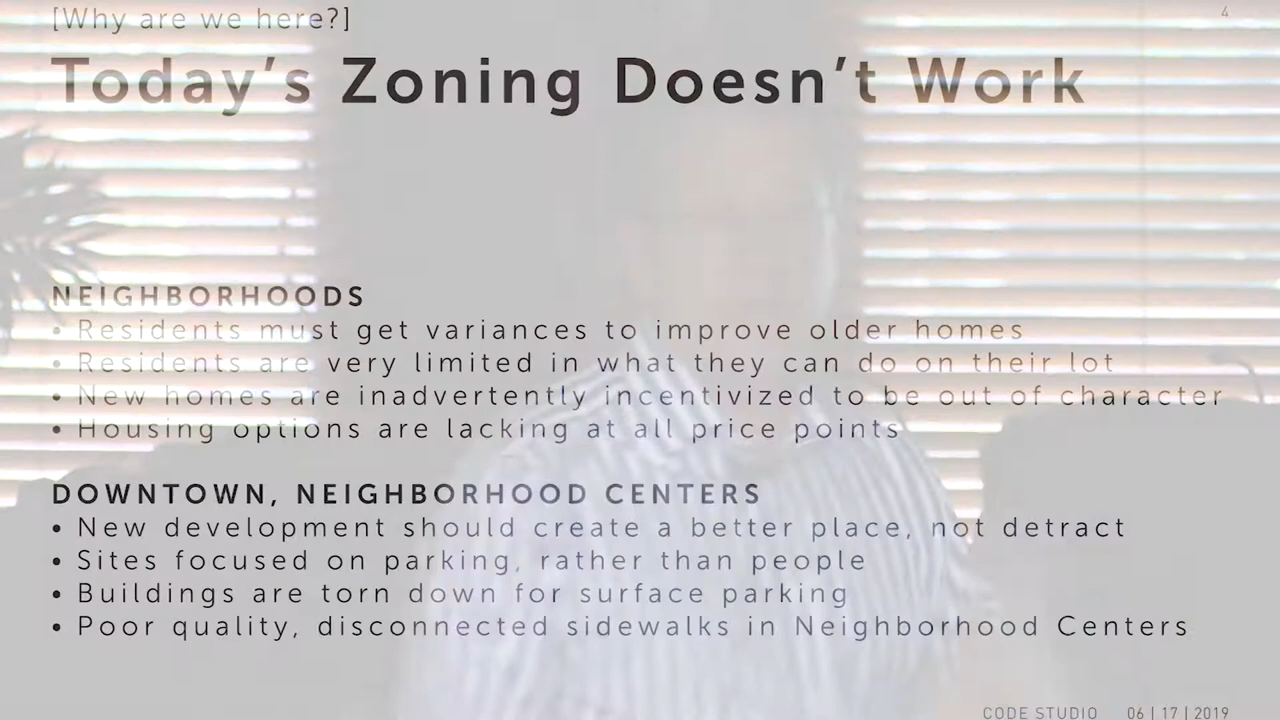 [Why are we here?]
4
Today's Zoning Doesn't Work
NEIGHBORHOODS
• Residents must get variances to improve older homes
• Residents are very limited in what they can do on their lot
• New homes are inadvertently incentivized to be out of character
• Housing options are lacking at all price points
DOWNTOWN, NEIGHBORHOOD CENTERS
• New development should create a better place, not detract
• Sites focused on parking, rather than people
• Buildings are torn down for surface parking
• Poor quality, disconnected sidewalks in Neighborhood Centers
CODE STUDIO 06 | 17 | 2019